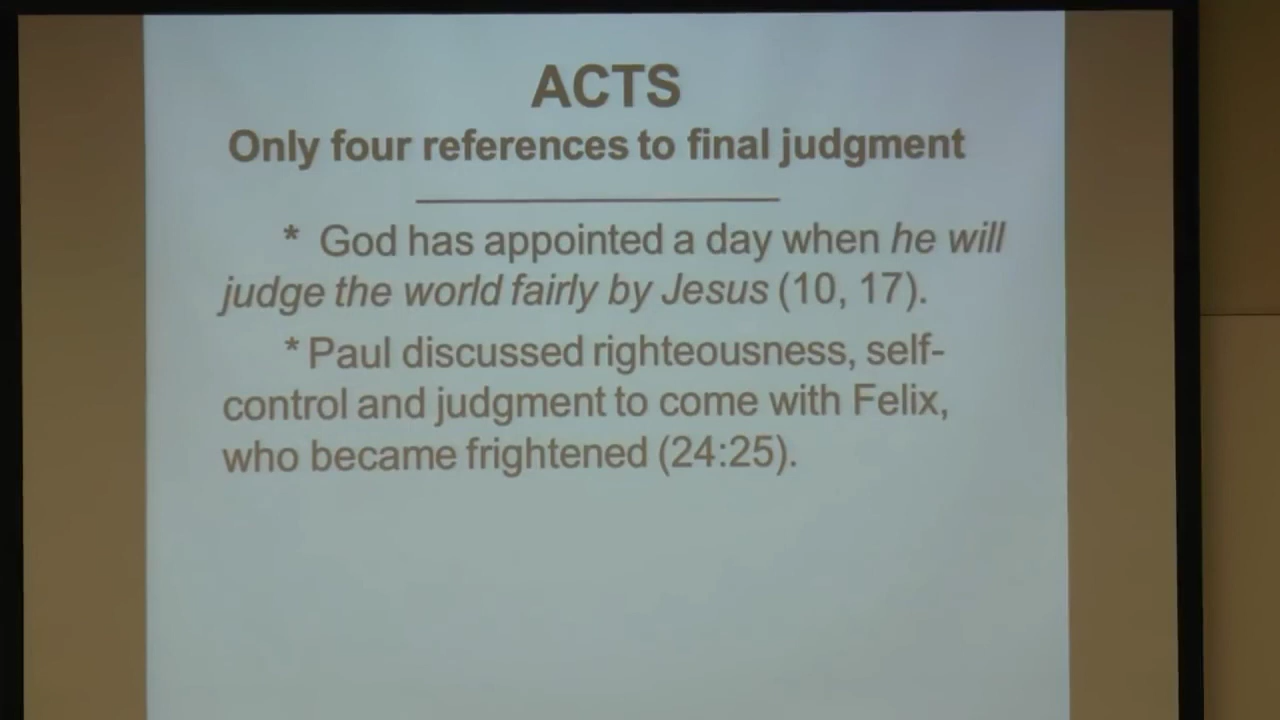 ACTS
Only four references to final judgment
* God has appointed a day when he will
judge the world fairly by Jesus (10, 17).
* Paul discussed righteousness, self-
control and judgment to come with Felix,
who became frightened (24:25).